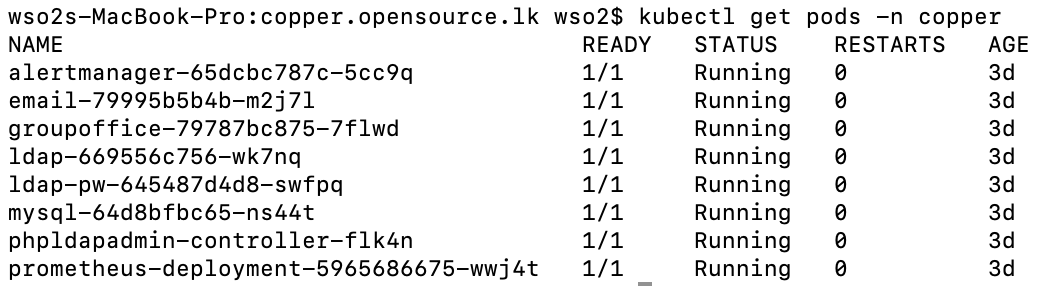 wso2s-MacBook-Pro:copper.opensource.lk wso2$ kubectl get pods -n copper
NAME READY STATUS RESTARTS AGE
alertmanager-65dcbc787c-5cc9q 1/1 Running 0 3d
email-79995b5b4b-m2j7l 1/1 Running 0 3d
groupoffice-79787bc875-7flwd 1/1 Running 0 3d
ldap-669556c756-wk7nq 1/1 Running 0 3d
ldap-pw-645487d4d8-swfpq 1/1 Running 0 3d
mysql-64d8bfbc65-ns44t 1/1 Running 0 3d
phpldapadmin-controller-flk4n 1/1 Running 0 3d
prometheus-deployment-5965686675-wwj4t 1/1 Running 0 3d